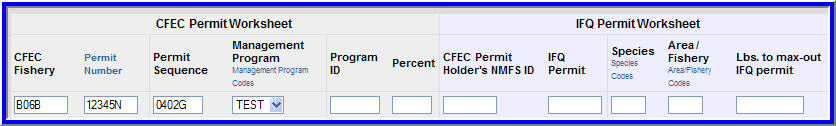 CFEC Permit Worksheet IFQ Permit Worksheet
CFEC Fishery
Permit Number
Permit Sequence
Management Program
Management Program Codes
Program ID
Percent
CFEC Permit Holder's NMFS ID
IFQ Permit
Species
Species Codes
Area / Fishery
Area/Fishery Codes
Lbs. to max-out IFQ permit
B06B 12345N 0402G TEST